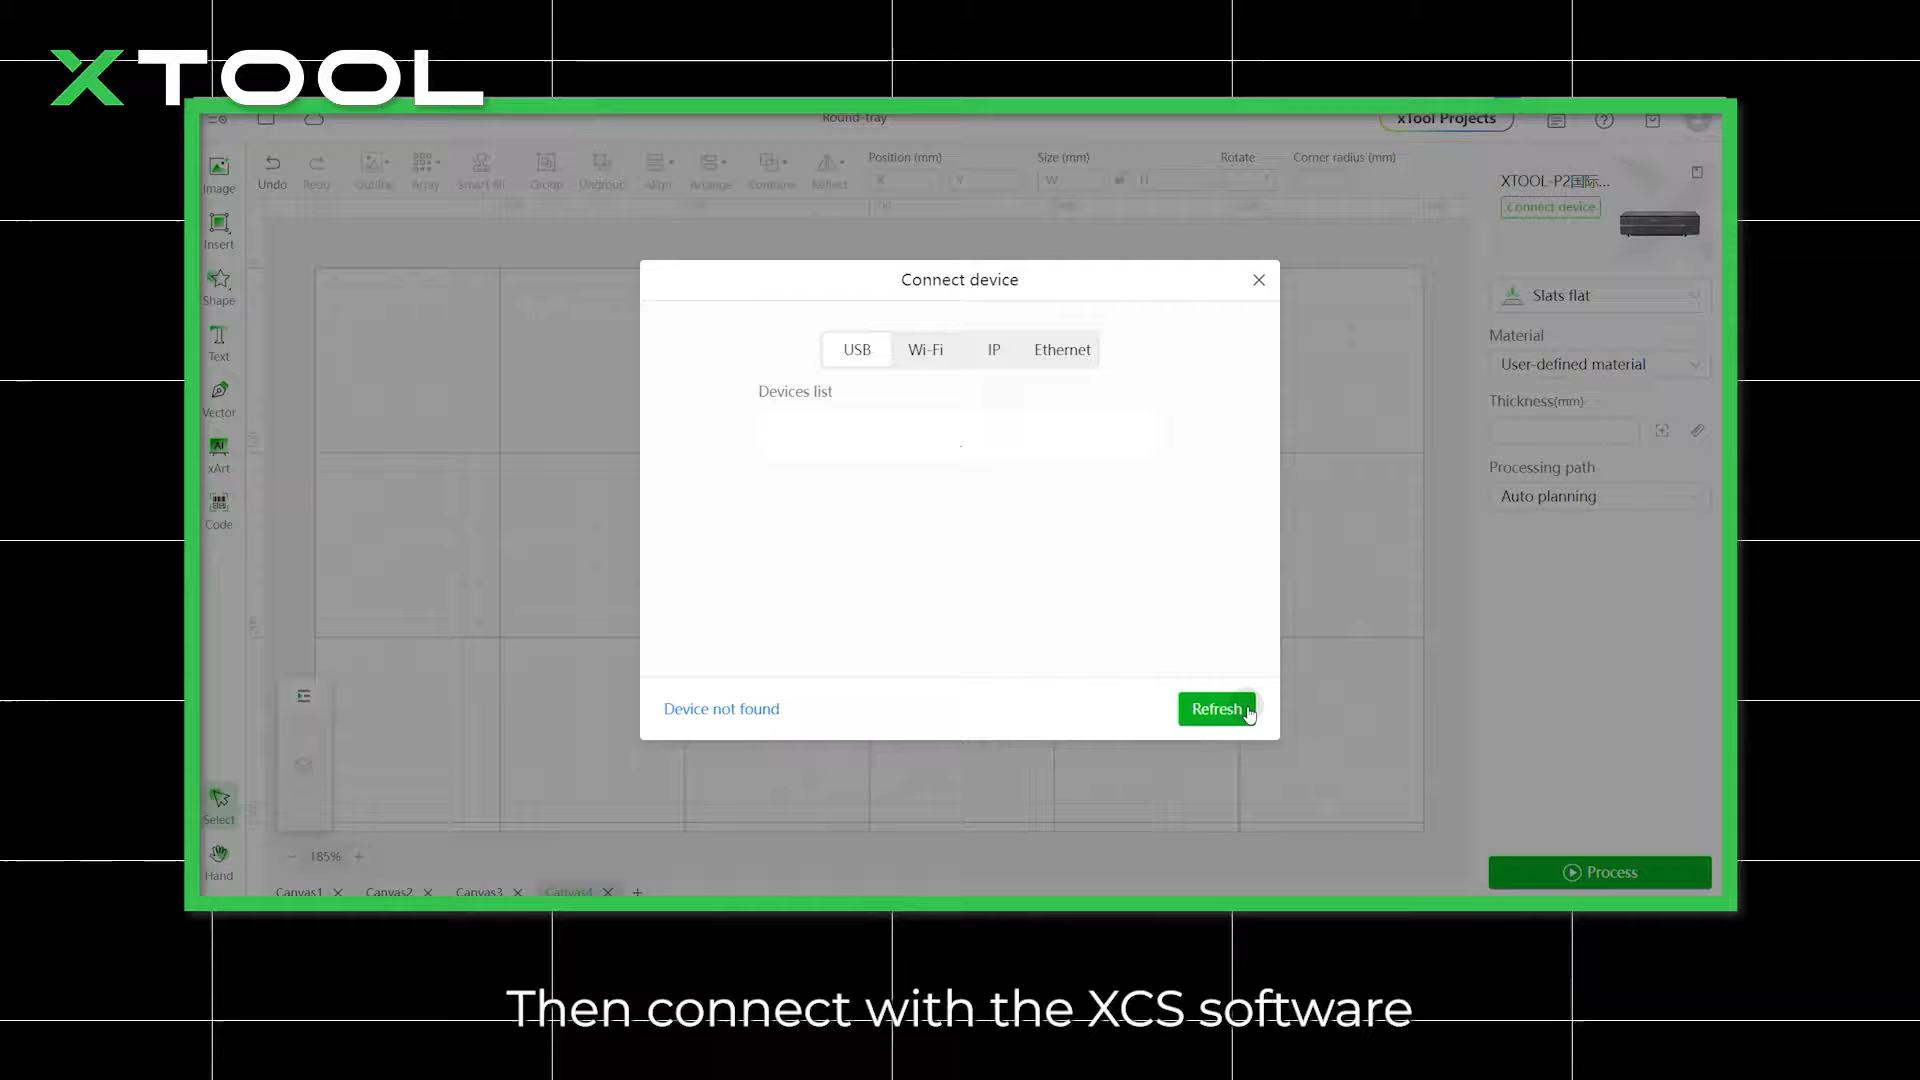 XTOOL
Round-tray
xTool Projects
Image
Undo
Redo
Outline
Array
Smart fill
Group
Ungroup
Align
Arrange
Combine
Reflect
Position (mm)
X
Y
Size (mm)
W
H
Rotate
Corner radius (mm)
XTOOL-P2国际...
Connect device
Insert
Shape
Text
Vector
AI
xArt
Code
Select
Hand
Connect device
USB
Wi-Fi
IP
Ethernet
Devices list
Device not found
Refresh
Slats flat
Material
User-defined material
Thickness(mm)
Processing path
Auto planning
185%
Canvas1
Canvas2
Canvas3
Canvas4
Process
Then connect with the XCS software